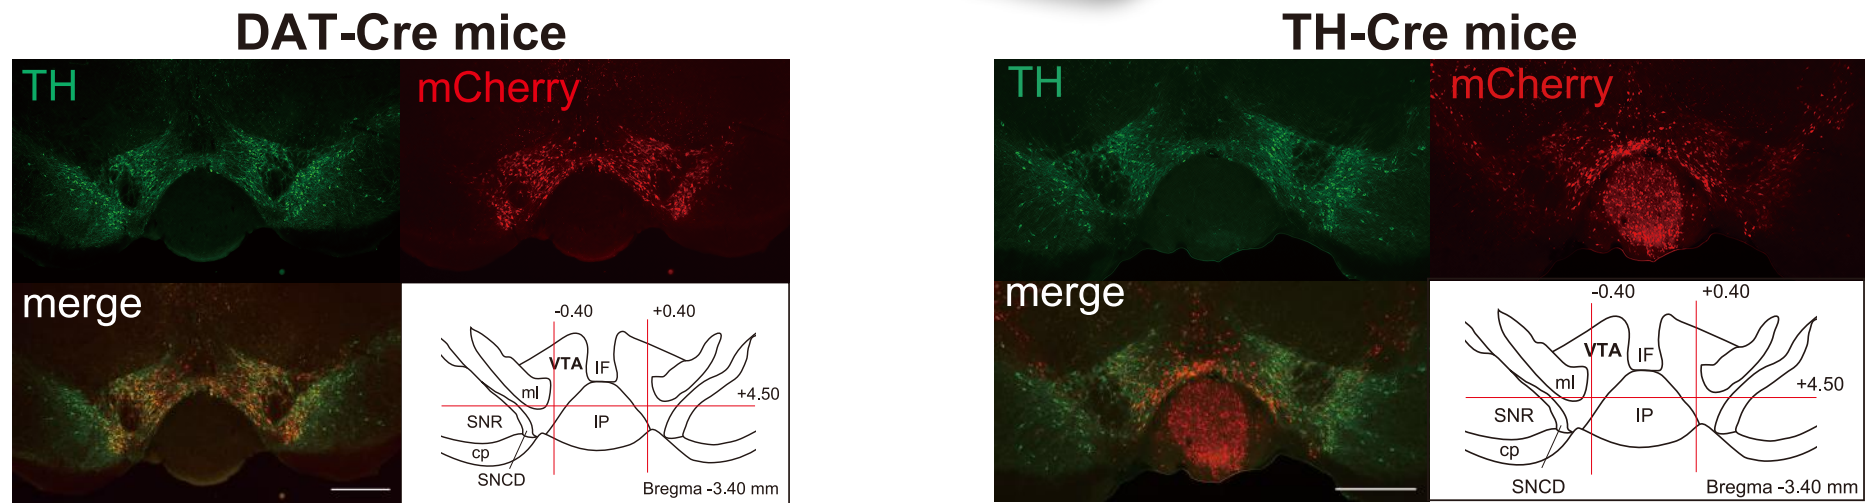 DAT-Cre mice
TH
mCherry
merge
-0.40
+0.40
VTA
IF
ml
+4.50
SNR
IP
cp
SNCD
Bregma -3.40 mm
TH-Cre mice
TH
mCherry
merge
-0.40
+0.40
VTA
IF
ml
+4.50
SNR
IP
cp
SNCD
Bregma -3.40 mm